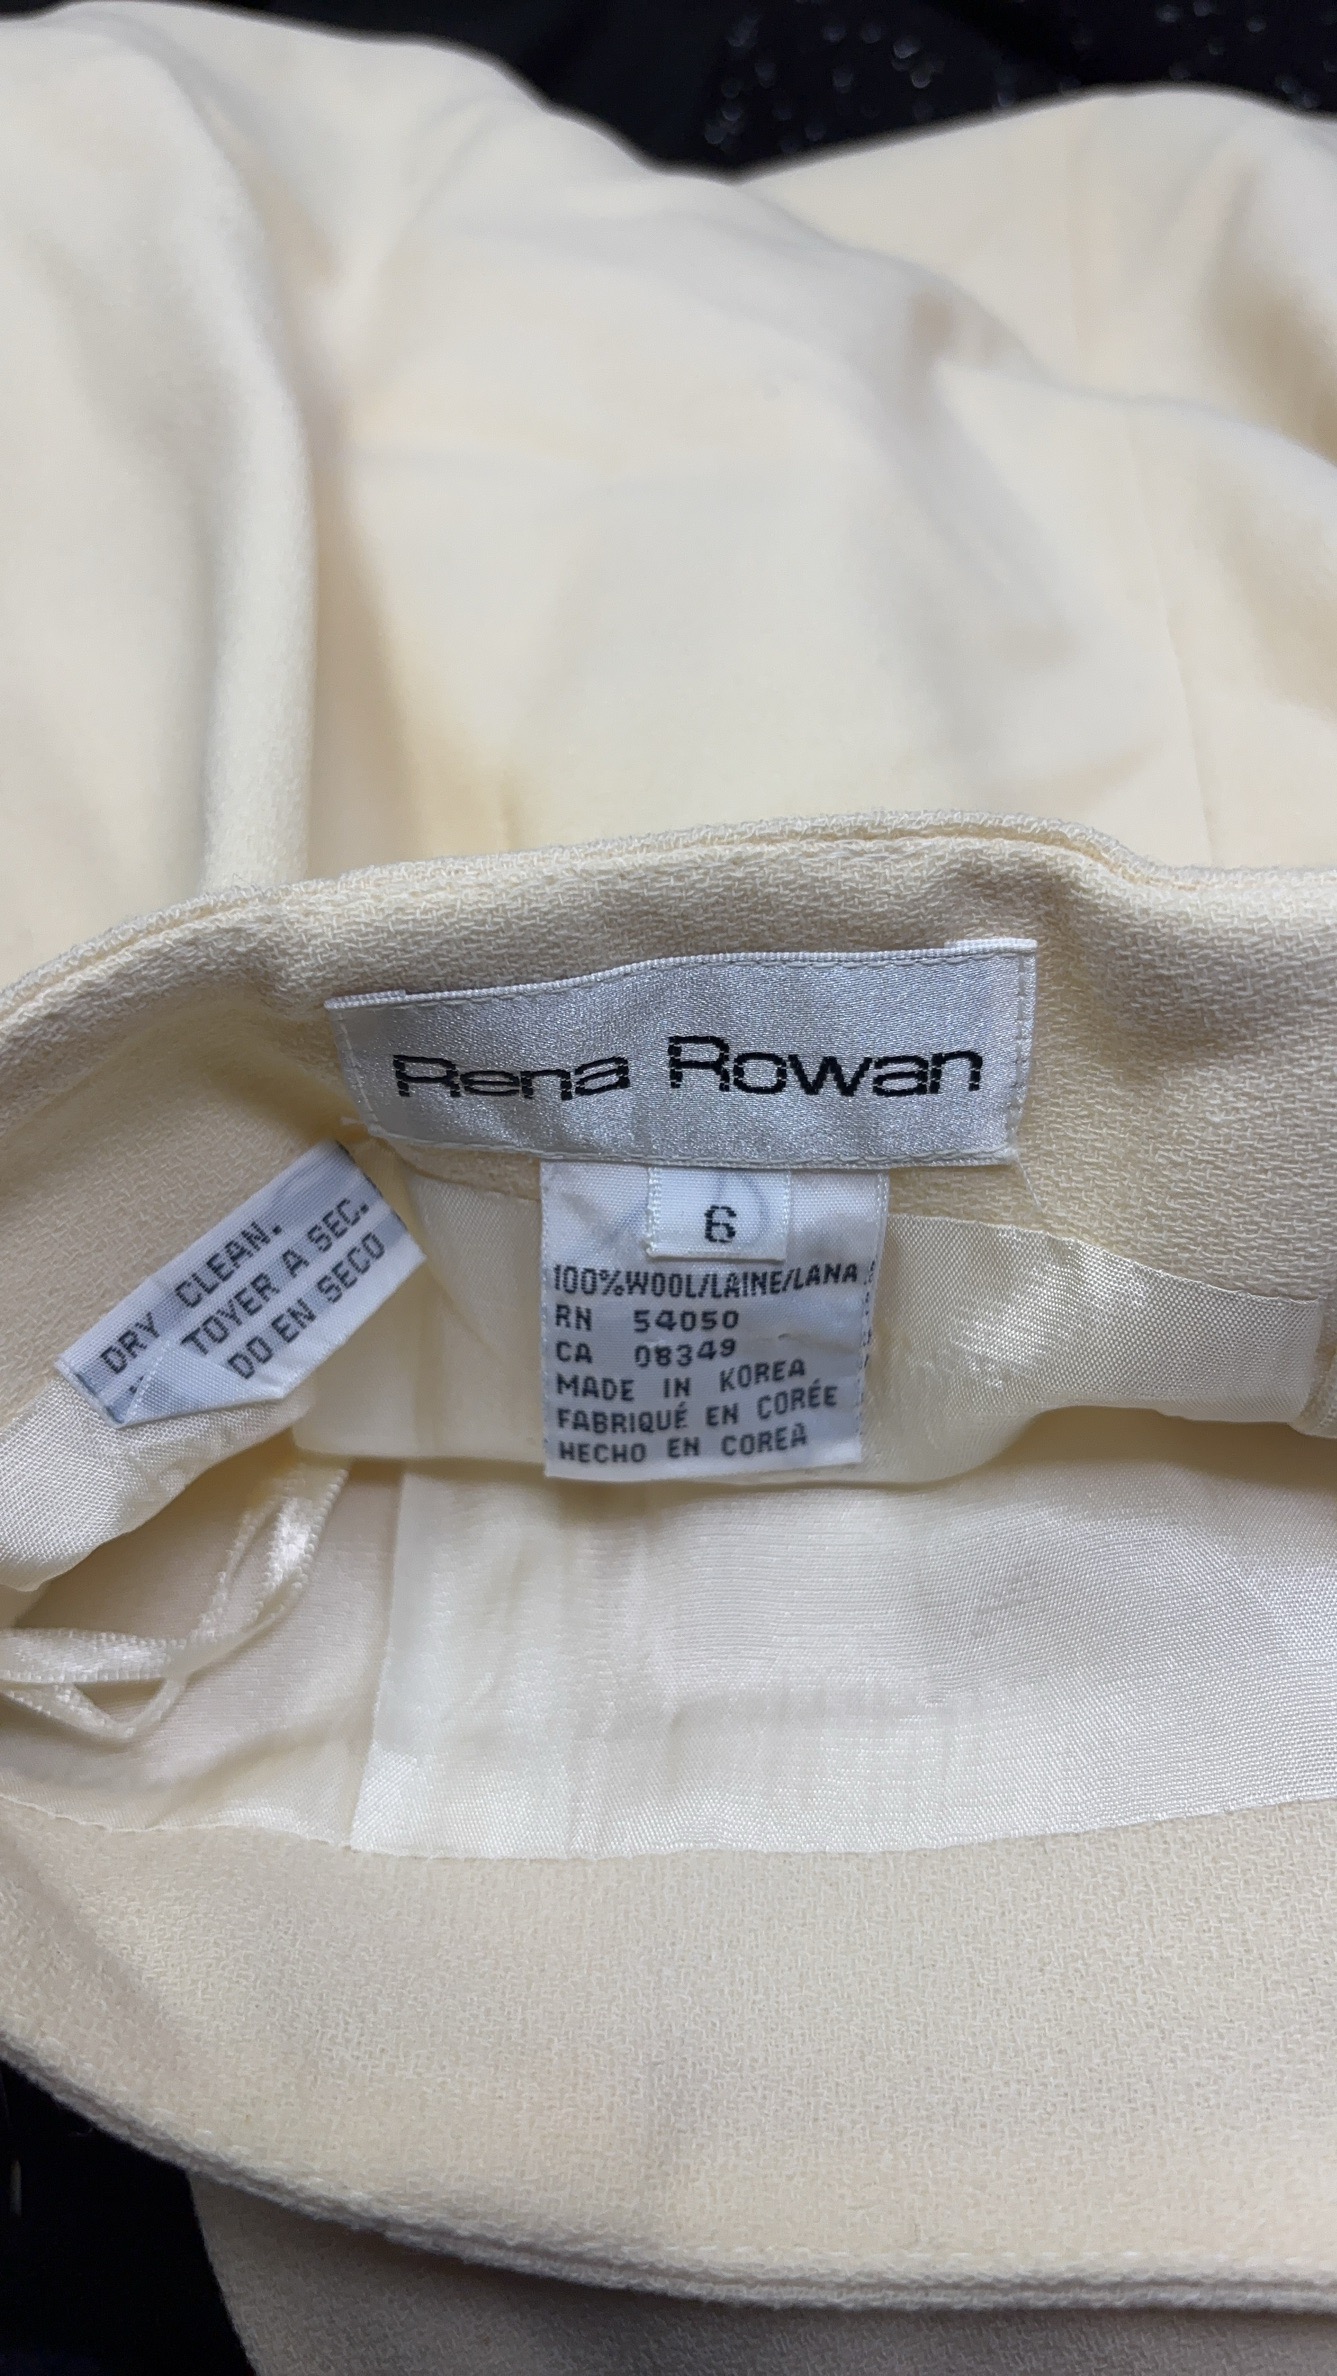 Rena Rowan
6
100%WOOL/LAINE/LANA
RN 54050
CA 08349
MADE IN KOREA
FABRIQUÉ EN CORÉE
HECHO EN COREA
DRY CLEAN.
TOYER A SEC.
DO EN SECO